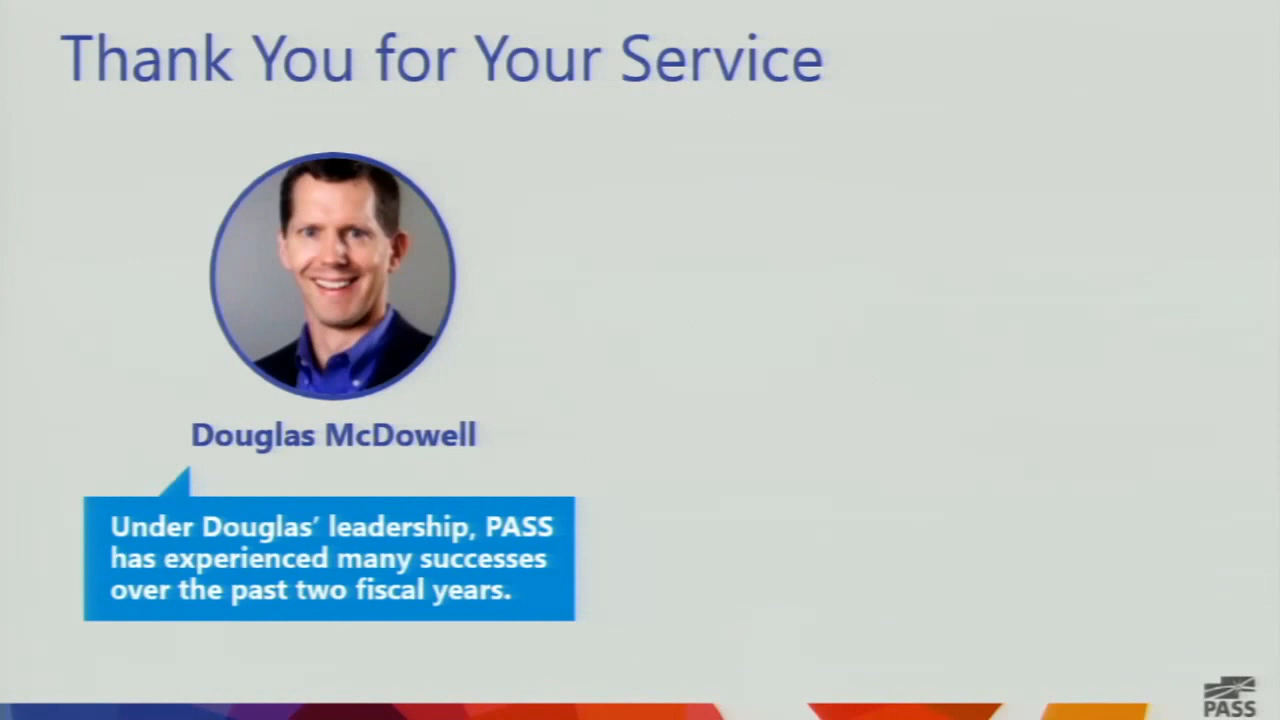 Thank You for Your Service
Douglas McDowell
Under Douglas’ leadership, PASS
has experienced many successes
over the past two fiscal years.
PASS